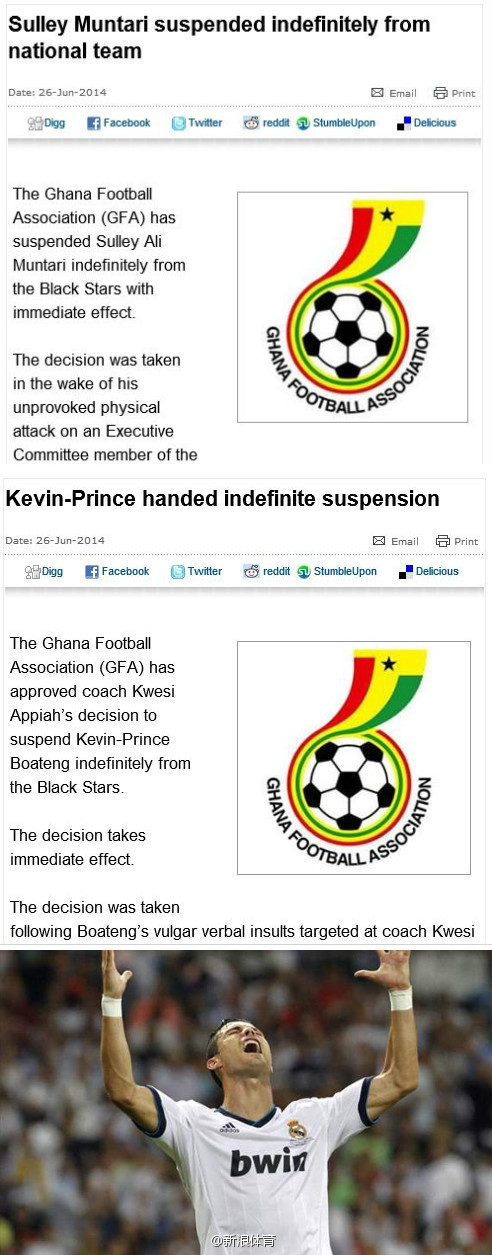 Sulley Muntari suspended indefinitely from
national team
Date: 26-Jun-2014
Email
Print
Digg
Facebook
Twitter
reddit
StumbleUpon
Delicious
The Ghana Football
Association (GFA) has
suspended Sulley Ali
Muntari indefinitely from
the Black Stars with
immediate effect.
GHANA FOOTBALL ASSOCIATION
The decision was taken
in the wake of his
unprovoked physical
attack on an Executive
Committee member of the
Kevin-Prince handed indefinite suspension
Date: 26-Jun-2014
Email
Print
Digg
Facebook
Twitter
reddit
StumbleUpon
Delicious
The Ghana Football
Association (GFA) has
approved coach Kwesi
Appiah's decision to
suspend Kevin-Prince
Boateng indefinitely from
the Black Stars.
GHANA FOOTBALL ASSOCIATION
The decision takes
immediate effect.
The decision was taken
following Boateng's vulgar verbal insults targeted at coach Kwesi
adidas
bwin
@新浪体育